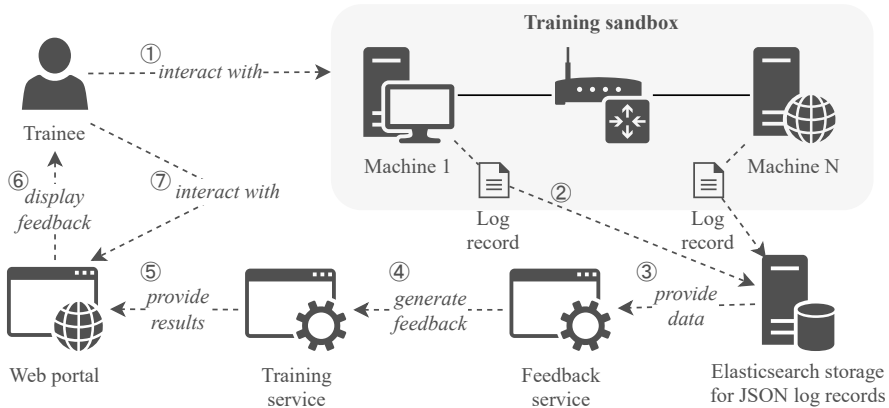 Training sandbox
①
interact with
Trainee
Machine 1
Machine N
⑥
display
feedback
⑦
interact with
Log
record
②
Log
record
⑤
provide
results
④
generate
feedback
③
provide
data
Web portal
Training
service
Feedback
service
Elasticsearch storage
for JSON log records